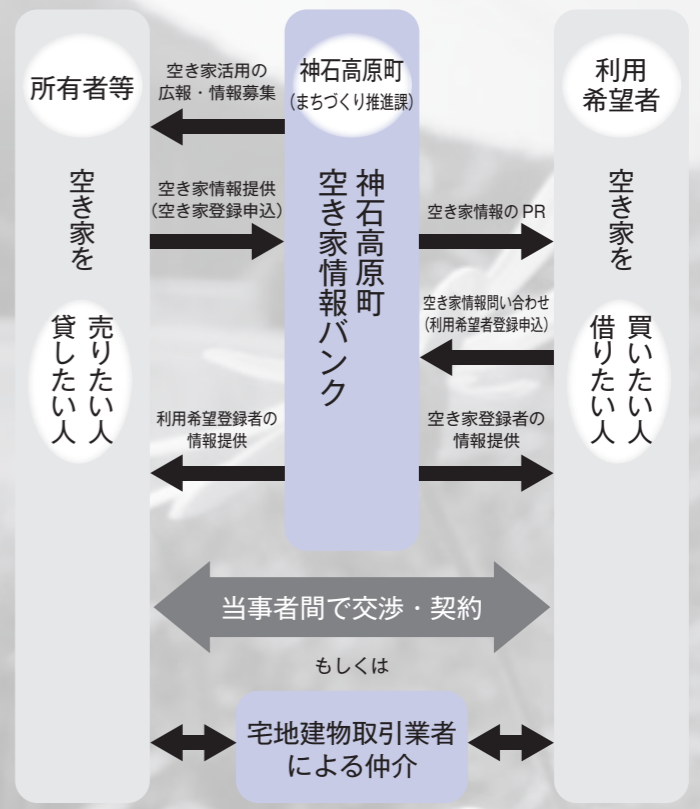 所有者等
空き家を
売りたい人
貸したい人
空き家活用の
広報・情報募集
空き家情報提供
(空き家登録申込)
利用希望登録者の
情報提供
神石高原町
(まちづくり推進課)
神石高原町
空き家情報バンク
空き家情報のPR
空き家情報問い合わせ
(利用希望者登録申込)
空き家登録者の
情報提供
利用
希望者
空き家を
買いたい人
借りたい人
当事者間で交渉・契約
もしくは
宅地建物取引業者
による仲介